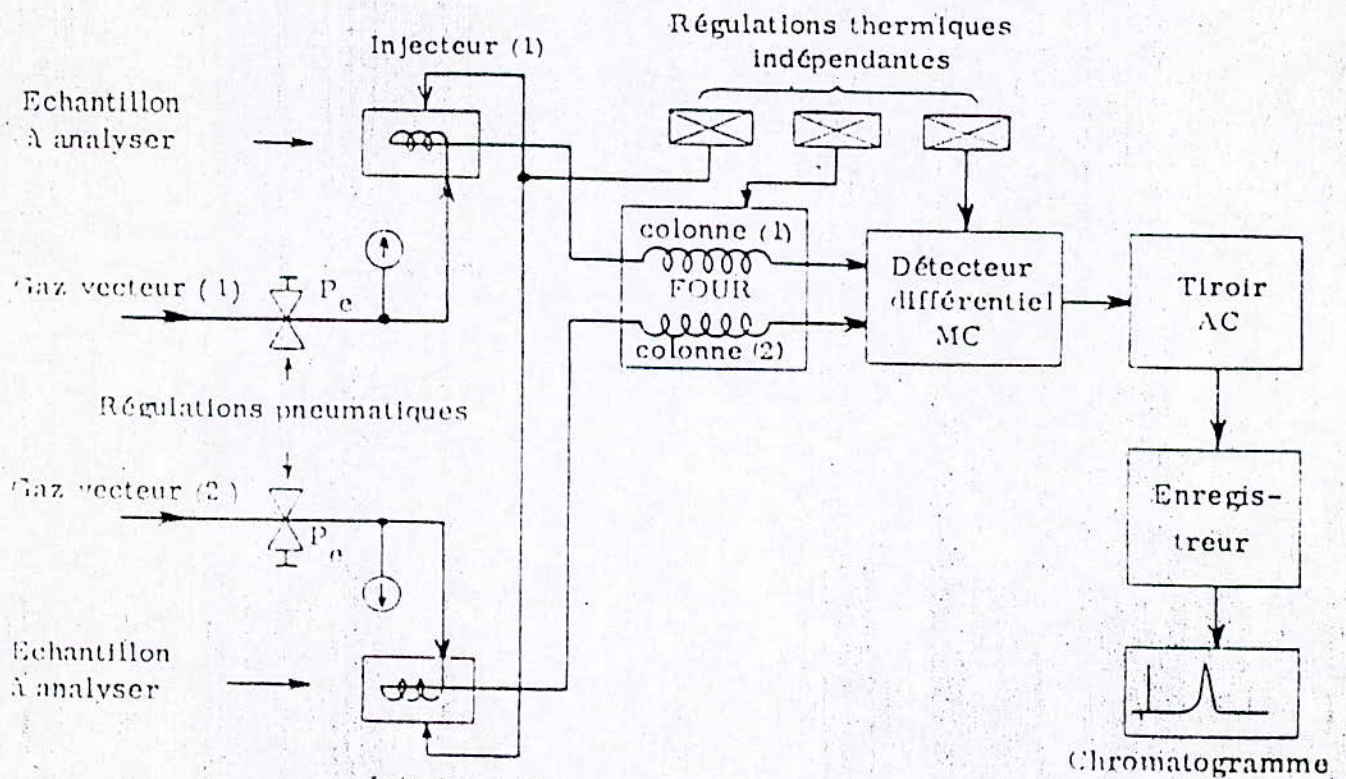 Injecteur (1)
Régulations thermiques
indépendantes
Echantillon
à analyser
Gaz vecteur (1)
Pe
colonne (1)
FOUR
colonne (2)
Détecteur
différentiel
MC
Tiroir
AC
Régulations pneumatiques
Gaz vecteur (2)
Pe
Enregis-
treur
Echantillon
à analyser
Chromatogramme